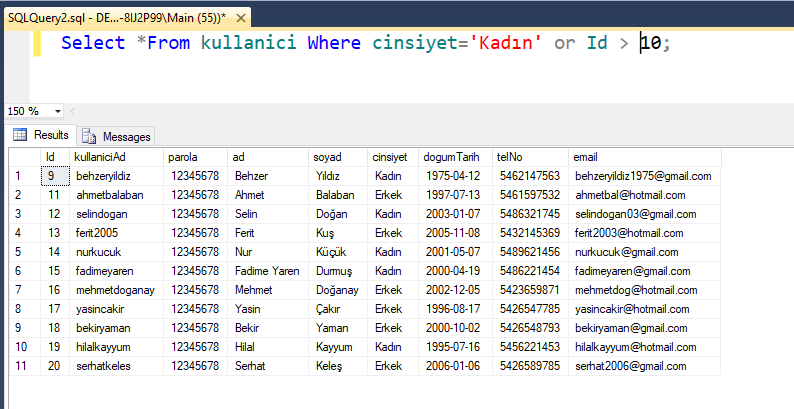 SQLQuery2.sql - DE...-8IJ2P99\Main (55))*
Select *From kullanici Where cinsiyet='Kadın' or Id > 10;
150 %
Results Messages
Id kullaniciAd parola ad soyad cinsiyet dogumTarih telNo email
1 9 behzeryildiz 12345678 Behzer Yıldız Kadın 1975-04-12 5462147563 behzeryildiz1975@gmail.com
2 11 ahmetbalaban 12345678 Ahmet Balaban Erkek 1997-07-13 5461597532 ahmetbal@hotmail.com
3 12 selindogan 12345678 Selin Doğan Kadın 2003-01-07 5486321745 selindogan03@gmail.com
4 13 ferit2005 12345678 Ferit Kuş Erkek 2005-11-08 5432145369 ferit2003@hotmail.com
5 14 nurkucuk 12345678 Nur Küçük Kadın 2001-05-07 5489621456 nurkucuk@gmail.com
6 15 fadimeyaren 12345678 Fadime Yaren Durmuş Kadın 2000-04-19 5486221454 fadimeyaren@gmail.com
7 16 mehmetdoganay 12345678 Mehmet Doğanay Erkek 2002-12-05 5423659871 mehmetdog@hotmail.com
8 17 yasincakir 12345678 Yasin Çakır Erkek 1996-08-17 5426547785 yasincakir@hotmail.com
9 18 bekiryaman 12345678 Bekir Yaman Erkek 2000-10-02 5426548793 bekiryaman@gmail.com
10 19 hilalkayyum 12345678 Hilal Kayyum Kadın 1995-07-16 5456221453 hilalkayyum@hotmail.com
11 20 serhatkeles 12345678 Serhat Keleş Erkek 2006-01-06 5426589785 serhat2006@gmail.com